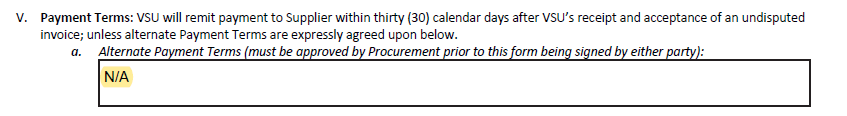 V. Payment Terms: VSU will remit payment to Supplier within thirty (30) calendar days after VSU's receipt and acceptance of an undisputed
invoice; unless alternate Payment Terms are expressly agreed upon below.
a. Alternate Payment Terms (must be approved by Procurement prior to this form being signed by either party):
N/A